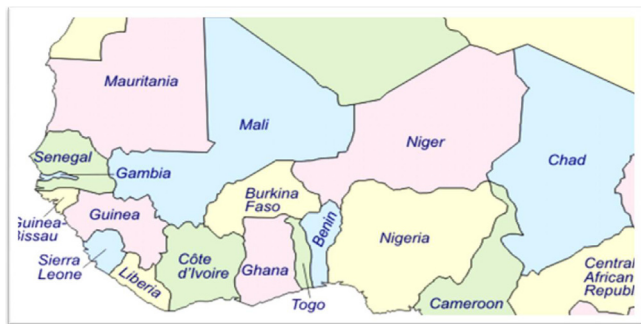 Mauritania
Mali
Niger
Chad
Senegal
Gambia
Burkina
Faso
Guinea
Benin
Nigeria
Guinea-
Bissau
Sierra
Leone
Liberia
Côte
d'Ivoire
Ghana
Togo
Cameroon
Central
African
Republ